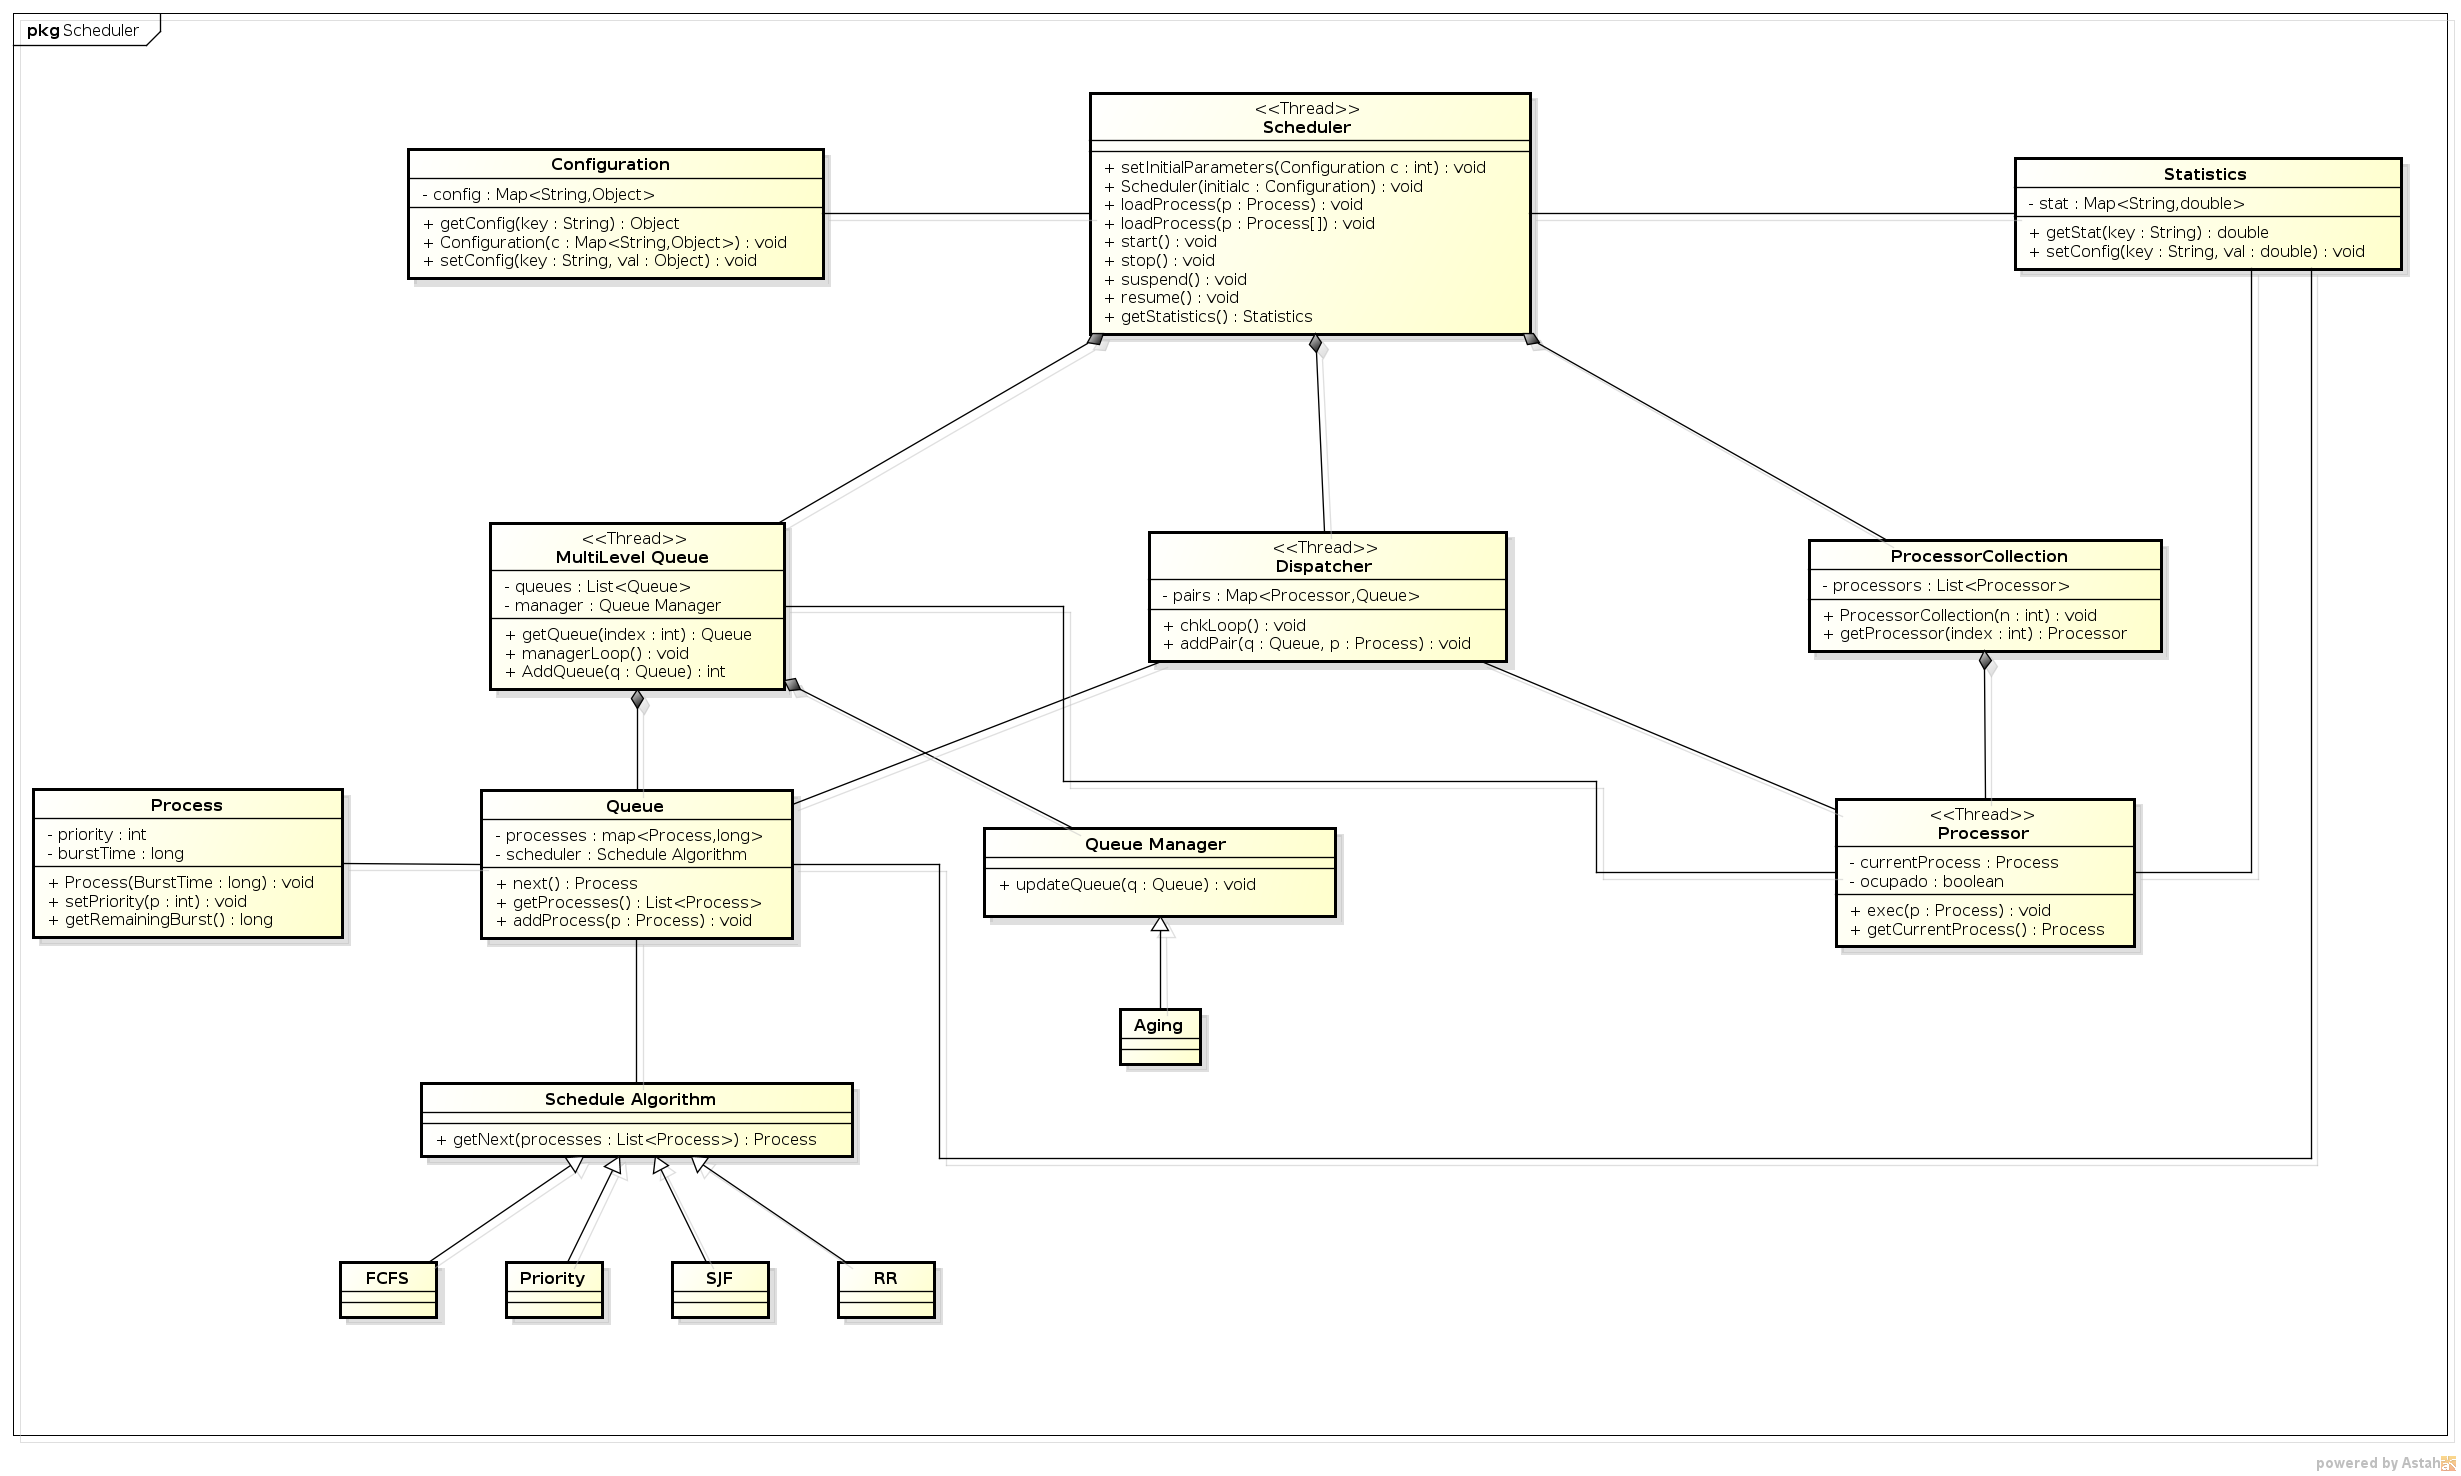 pkg Scheduler
<<Thread>>
Scheduler
+ setInitialParameters(Configuration c : int) : void
+ Scheduler(initialc : Configuration) : void
+ loadProcess(p : Process) : void
+ loadProcess(p : Process[]) : void
+ start() : void
+ stop() : void
+ suspend() : void
+ resume() : void
+ getStatistics() : Statistics
Configuration
- config : Map<String,Object>
+ getConfig(key : String) : Object
+ Configuration(c : Map<String,Object>) : void
+ setConfig(key : String, val : Object) : void
Statistics
- stat : Map<String,double>
+ getStat(key : String) : double
+ setConfig(key : String, val : double) : void
<<Thread>>
MultiLevel Queue
- queues : List<Queue>
- manager : Queue Manager
+ getQueue(index : int) : Queue
+ managerLoop() : void
+ AddQueue(q : Queue) : int
<<Thread>>
Dispatcher
- pairs : Map<Processor,Queue>
+ chkLoop() : void
+ addPair(q : Queue, p : Process) : void
ProcessorCollection
- processors : List<Processor>
+ ProcessorCollection(n : int) : void
+ getProcessor(index : int) : Processor
Process
- priority : int
- burstTime : long
+ Process(BurstTime : long) : void
+ setPriority(p : int) : void
+ getRemainingBurst() : long
Queue
- processes : map<Process,long>
- scheduler : Schedule Algorithm
+ next() : Process
+ getProcesses() : List<Process>
+ addProcess(p : Process) : void
Queue Manager
+ updateQueue(q : Queue) : void
<<Thread>>
Processor
- currentProcess : Process
- ocupado : boolean
+ exec(p : Process) : void
+ getCurrentProcess() : Process
Aging
Schedule Algorithm
+ getNext(processes : List<Process>) : Process
FCFS
Priority
SJF
RR
powered by Astah